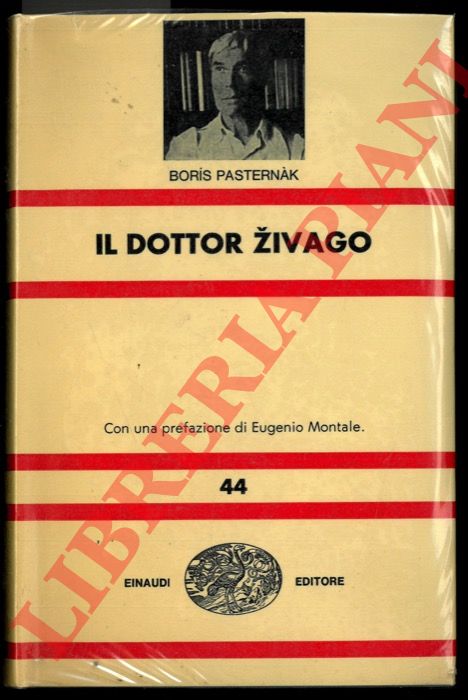 BORÍS PASTERNÀK
IL DOTTOR ŽIVAGO
Con una prefazione di Eugenio Montale.
44
EINAUDI EDITORE
LIBRERIA PIANI